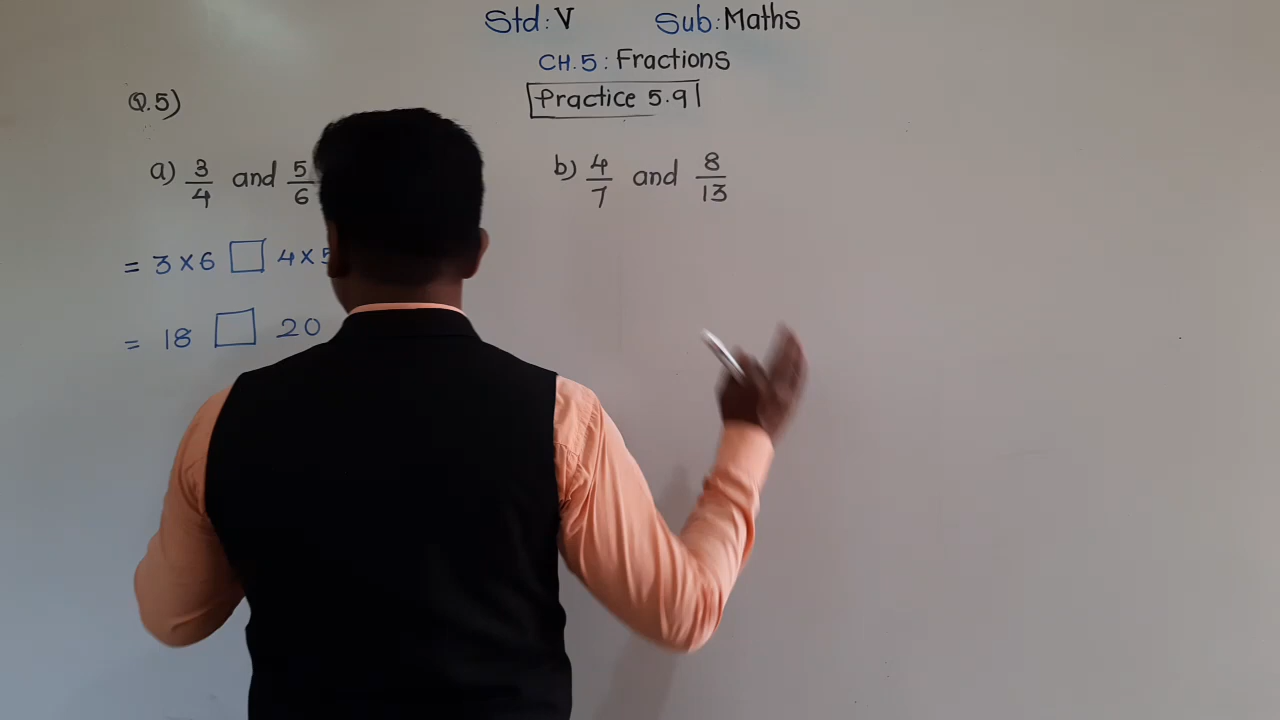 Std: V Sub: Maths
CH.5: Fractions
Practice 5.9
Q.5)
a) 3/4 and 5/6 b) 4/7 and 8/13
= 3 × 6 □ 4 × 5
= 18 □ 20